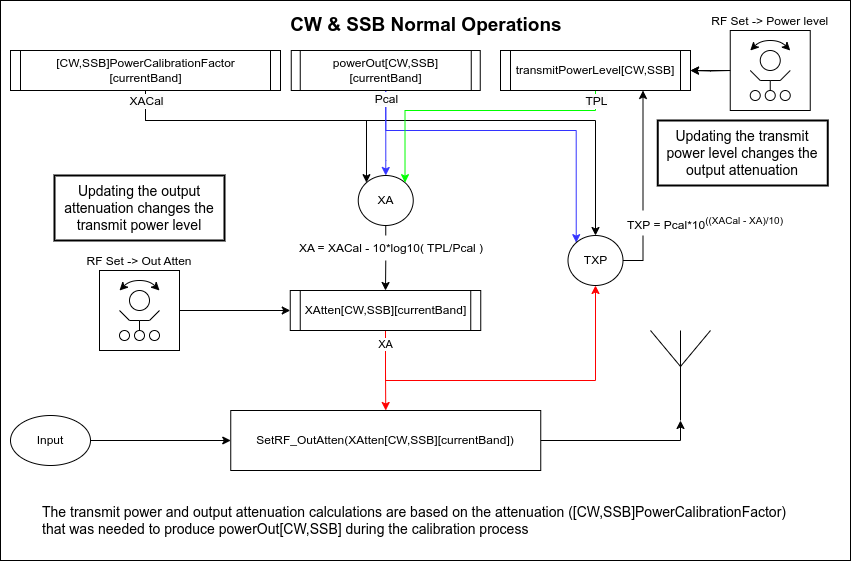 CW & SSB Normal Operations
RF Set -> Power level
[CW,SSB]PowerCalibrationFactor
[currentBand]
powerOut[CW,SSB]
[currentBand]
transmitPowerLevel[CW,SSB]
XACal
Pcal
TPL
Updating the transmit
power level changes the
output attenuation
Updating the output
attenuation changes the
transmit power level
XA
TXP = Pcal*10((XACal - XA)/10)
XA = XACal - 10*log10( TPL/Pcal )
TXP
RF Set -> Out Atten
XAtten[CW,SSB][currentBand]
XA
Input
SetRF_OutAtten(XAtten[CW,SSB][currentBand])
The transmit power and output attenuation calculations are based on the attenuation ([CW,SSB]PowerCalibrationFactor)
that was needed to produce powerOut[CW,SSB] during the calibration process